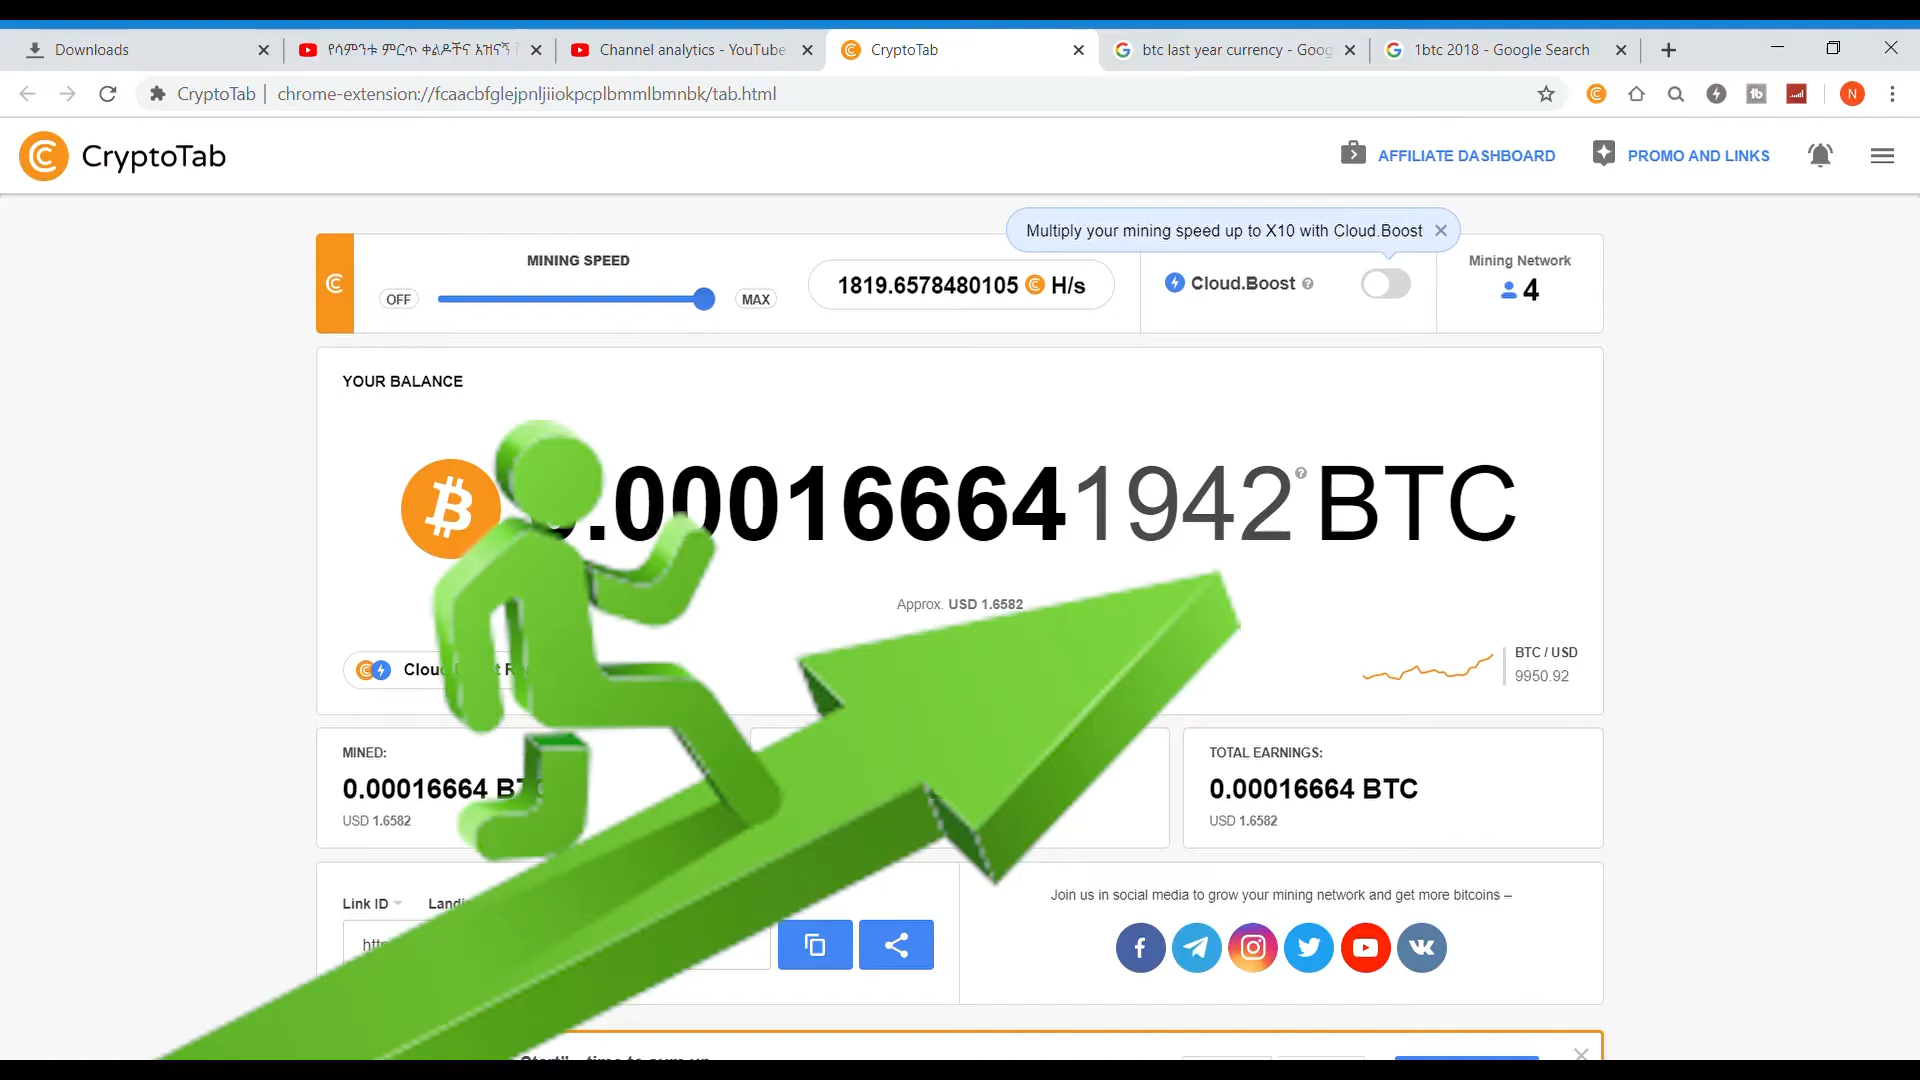 Downloads
የሳምንቱ ምርጥ ቀልዶችና አዝናኝ
Channel analytics - YouTube
CryptoTab
btc last year currency - Goog
1btc 2018 - Google Search
CryptoTab | chrome-extension://fcaacbfglejpnljiiokpcplbmmlbmnbk/tab.html
N
CryptoTab
AFFILIATE DASHBOARD
PROMO AND LINKS
Multiply your mining speed up to X10 with Cloud.Boost
MINING SPEED
OFF
MAX
1819.6578480105 H/s
Cloud.Boost
Mining Network
4
YOUR BALANCE
.000166641942 BTC
Approx. USD 1.6582
BTC / USD
9950.92
MINED:
0.00016664
USD 1.6582
TOTAL EARNINGS:
0.00016664 BTC
USD 1.6582
Link ID
Join us in social media to grow your mining network and get more bitcoins –